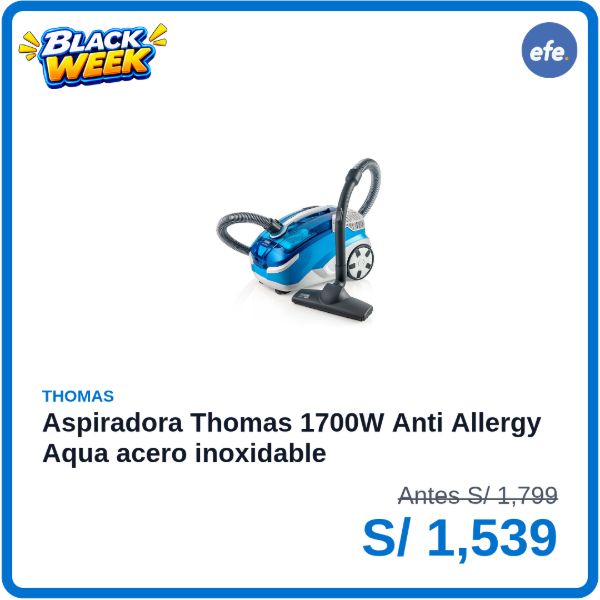 BLACK
WEEK
efe.
THOMAS
Aspiradora Thomas 1700W Anti Allergy
Aqua acero inoxidable
Antes S/ 1,799
S/ 1,539